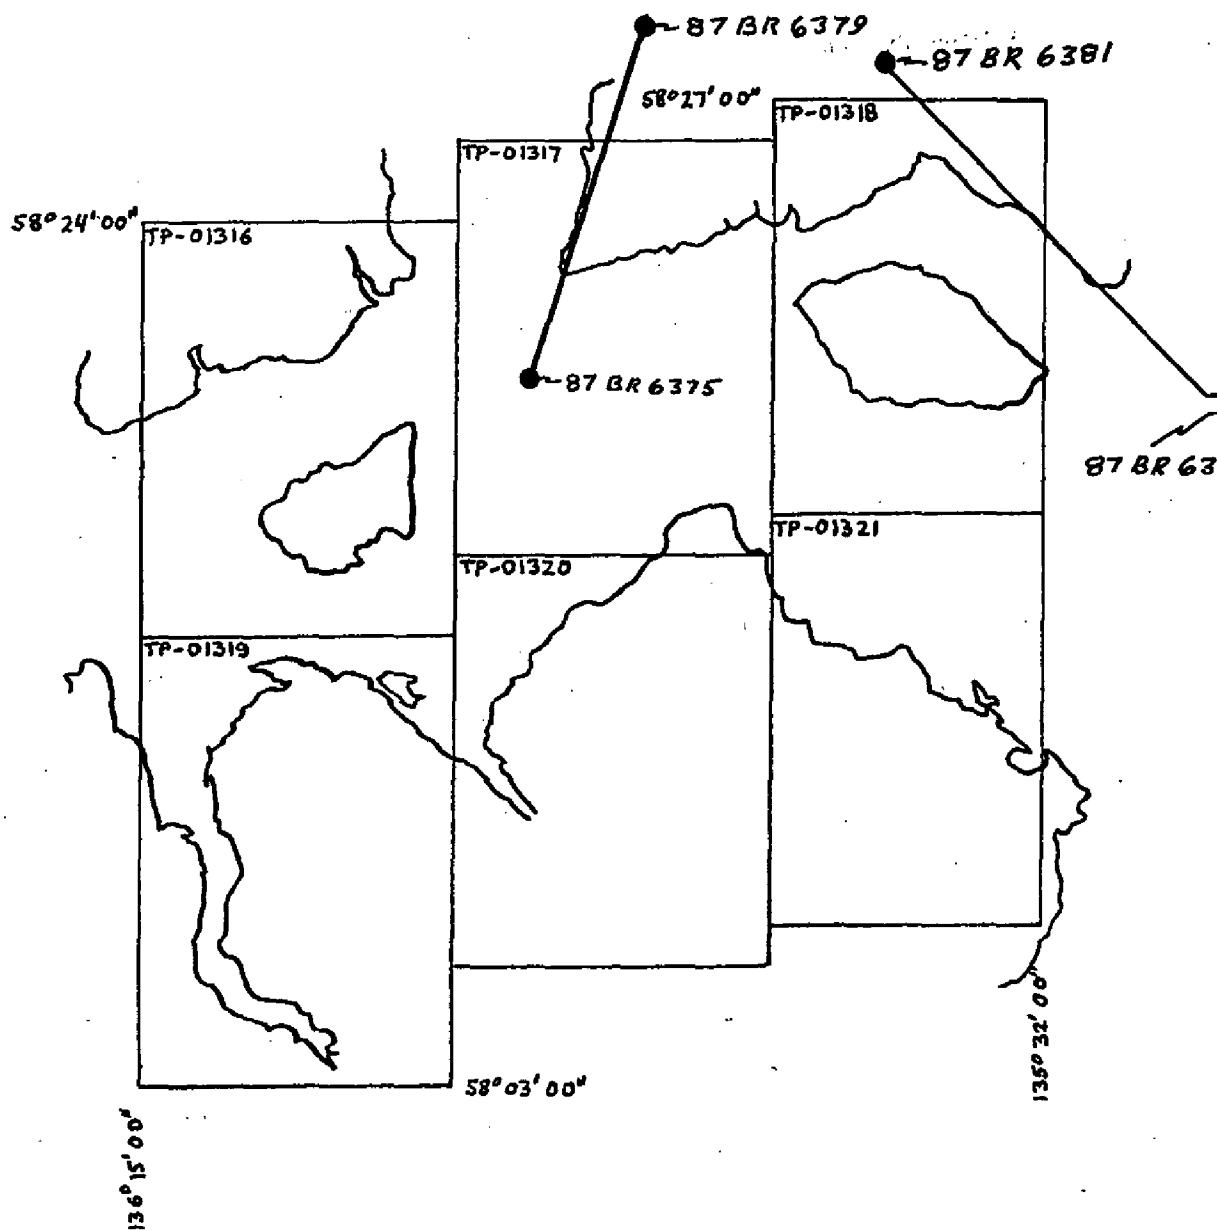 87 BR 6379
87 BR 6381
58° 27' 00"
TP-01318
TP-01317
58° 24' 00"
TP-01316
87 BR 6375
87 BR 63
TP-01321
TP-01320
TP-01319
135° 32' 00"
58° 03' 00"
136° 15' 00"